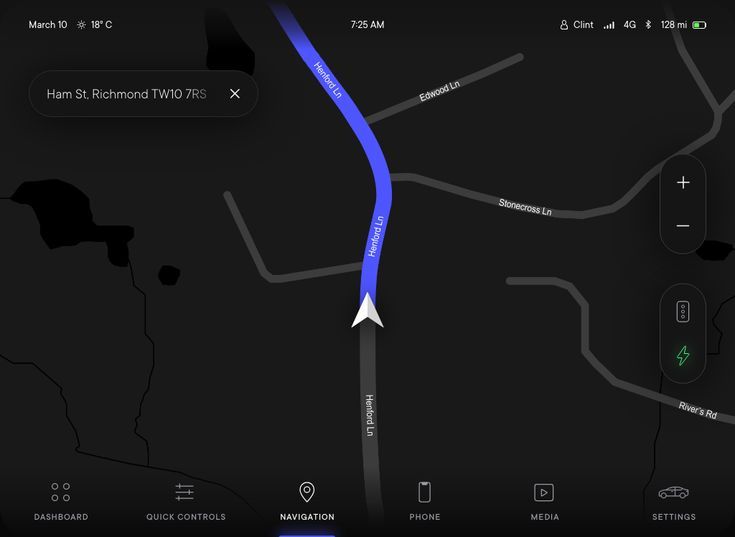 March 10 18° C
7:25 AM
Clint 4G 128 mi
Ham St, Richmond TW10 7RS
Henford Ln
Edwood Ln
Stonecross Ln
Henford Ln
Henford Ln
River's Rd
DASHBOARD
QUICK CONTROLS
NAVIGATION
PHONE
MEDIA
SETTINGS